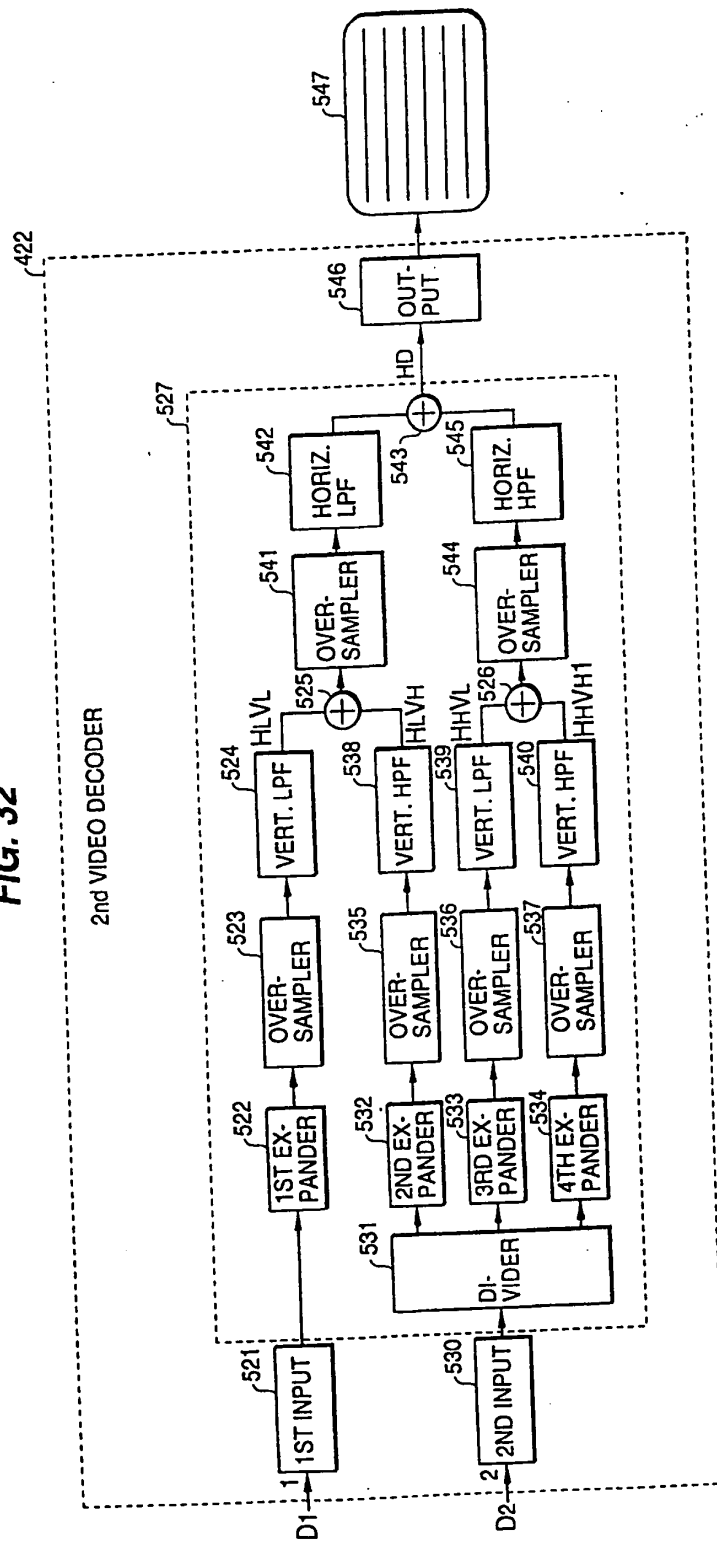 FIG. 32
2nd VIDEO DECODER
422
527
D1
1
521
1ST INPUT
522
1ST EX-
PANDER
523
OVER-
SAMPLER
524
VERT. LPF
HLVL
525
541
OVER-
SAMPLER
542
HORIZ.
LPF
543
HD
546
OUT-
PUT
547
D2
2
530
2ND INPUT
531
DI-
VIDER
532
2ND EX-
PANDER
535
OVER-
SAMPLER
538
VERT. HPF
HLVH
533
3RD EX-
PANDER
536
OVER-
SAMPLER
539
VERT. LPF
HHVL
526
534
4TH EX-
PANDER
537
OVER-
SAMPLER
540
VERT. HPF
HHVH1
544
OVER-
SAMPLER
545
HORIZ.
HPF